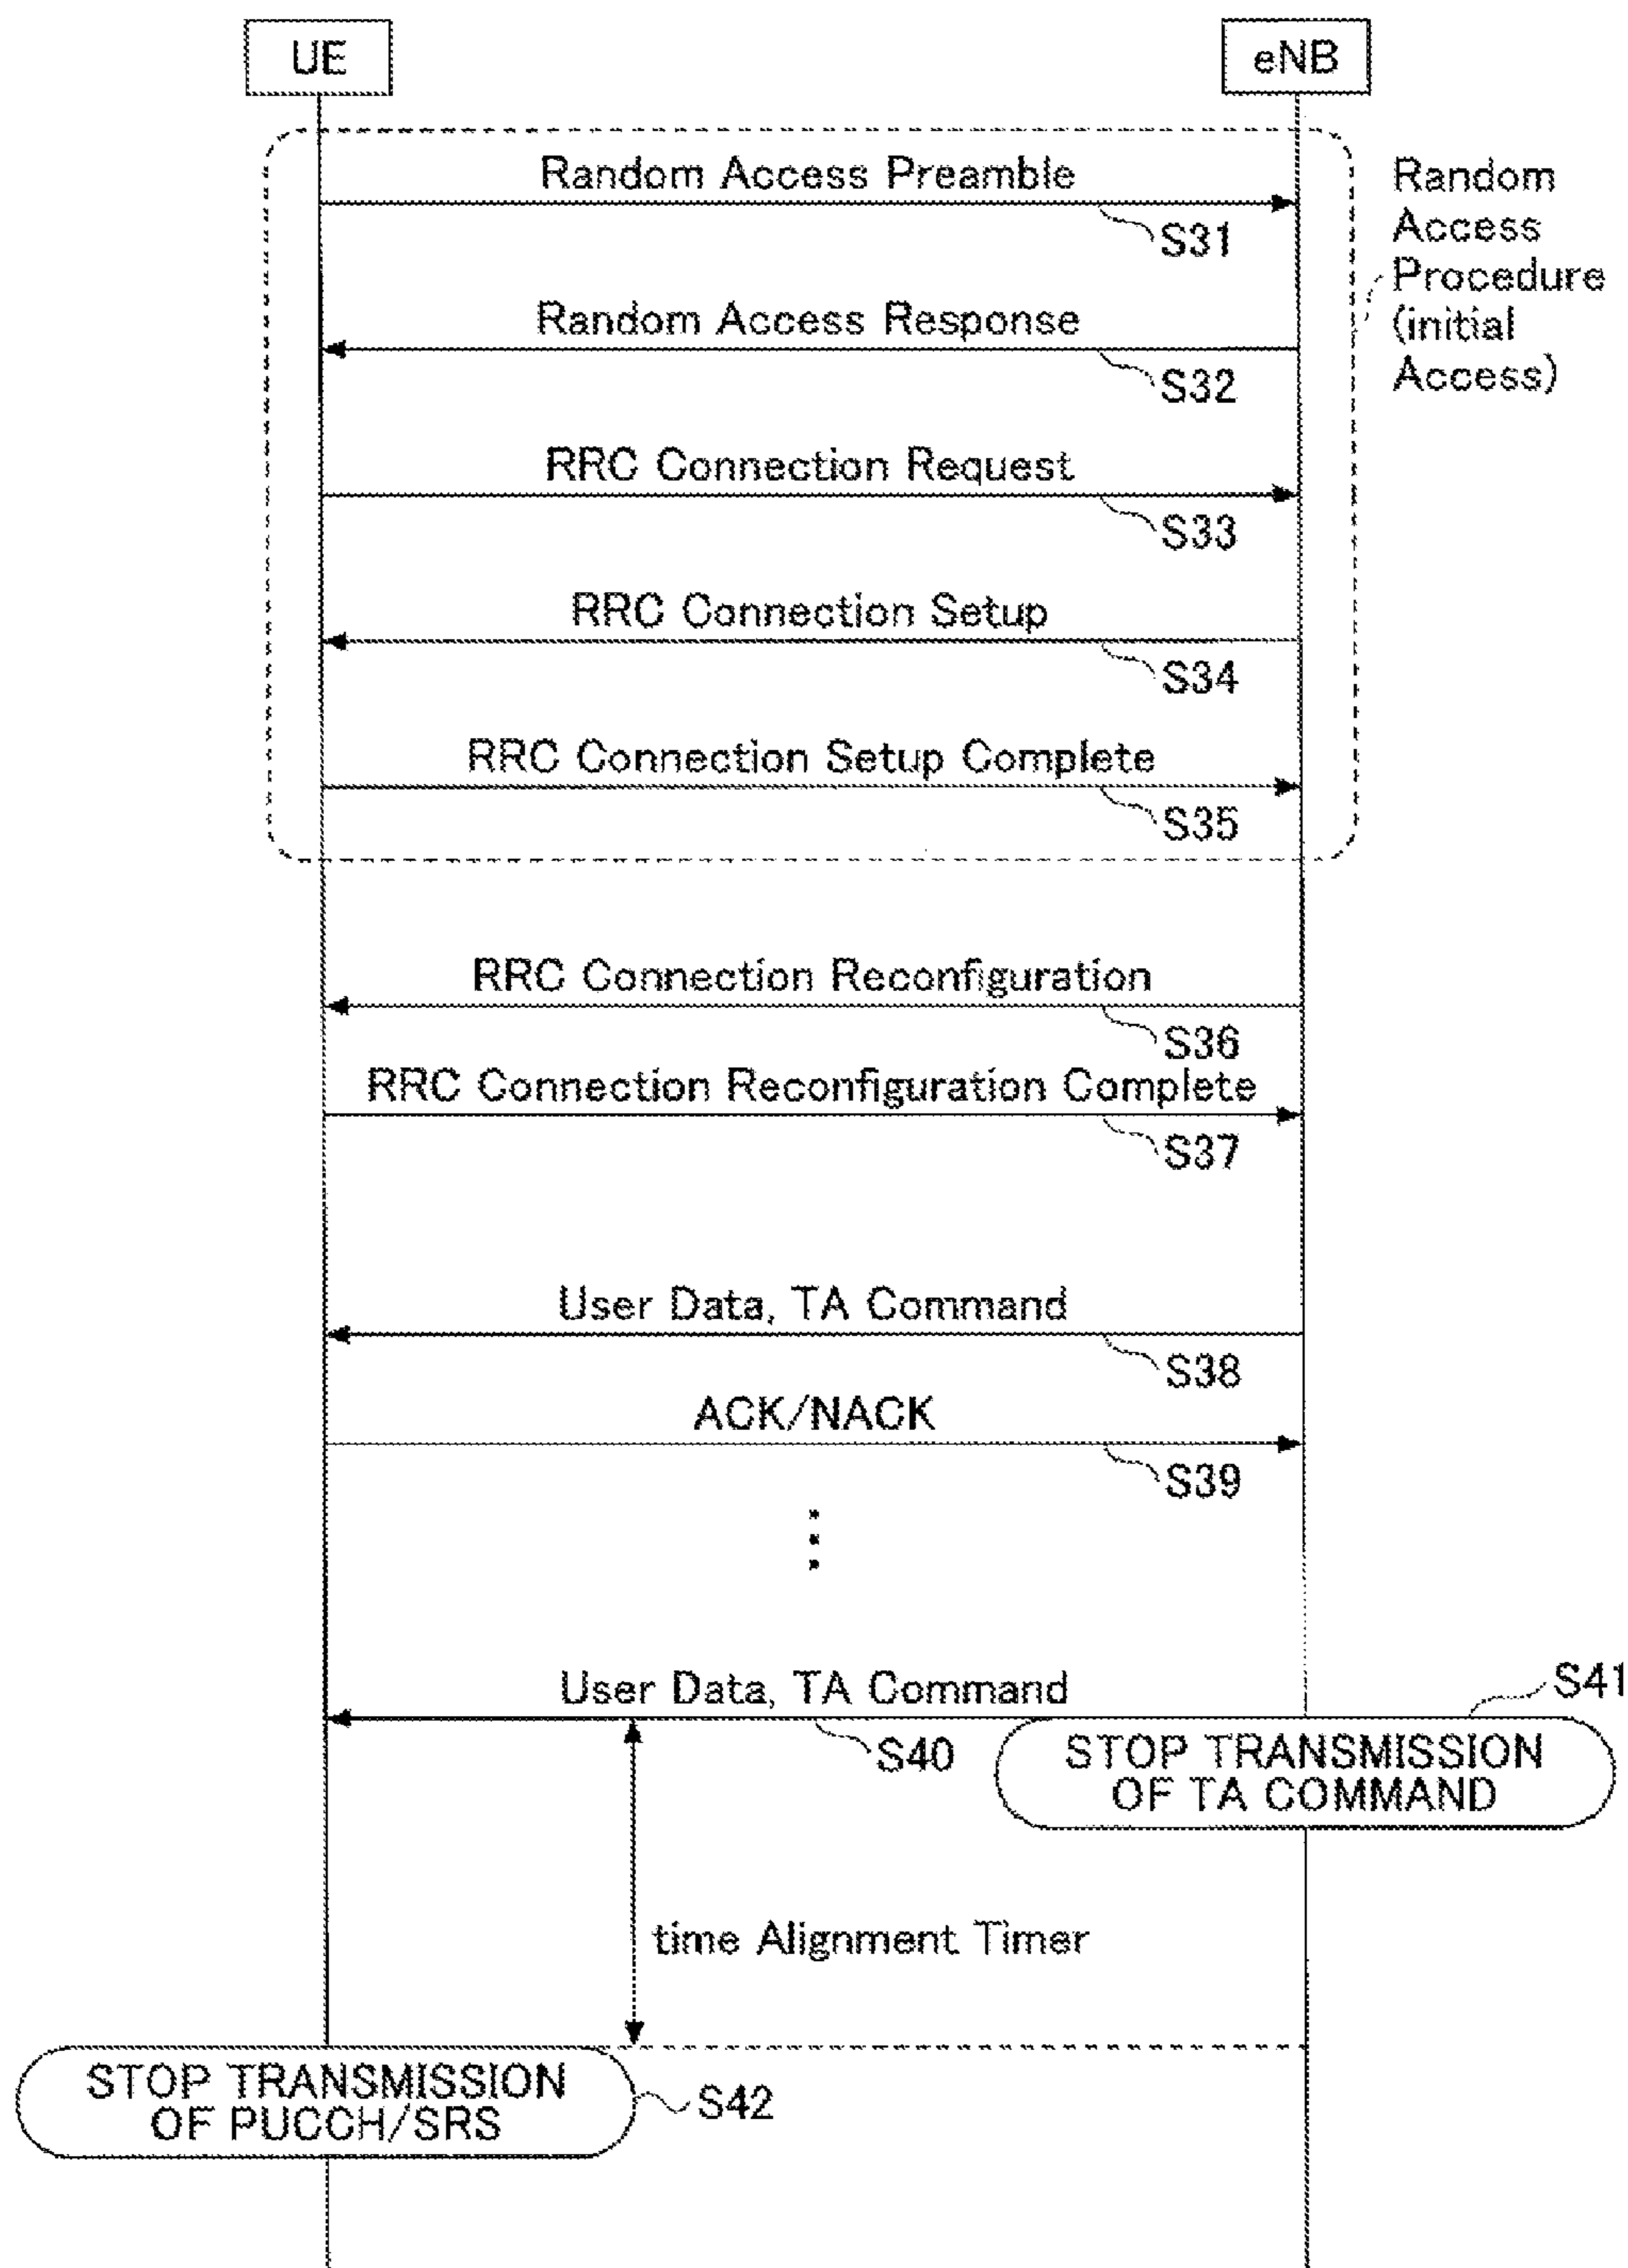 UE
eNB
Random Access Preamble
S31
Random
Access
Procedure
(initial
Access)
Random Access Response
S32
RRC Connection Request
S33
RRC Connection Setup
S34
RRC Connection Setup Complete
S35
RRC Connection Reconfiguration
S36
RRC Connection Reconfiguration Complete
S37
User Data, TA Command
S38
ACK/NACK
S39
User Data, TA Command
S40
S41
STOP TRANSMISSION
OF TA COMMAND
time Alignment Timer
STOP TRANSMISSION
OF PUCCH/SRS
S42